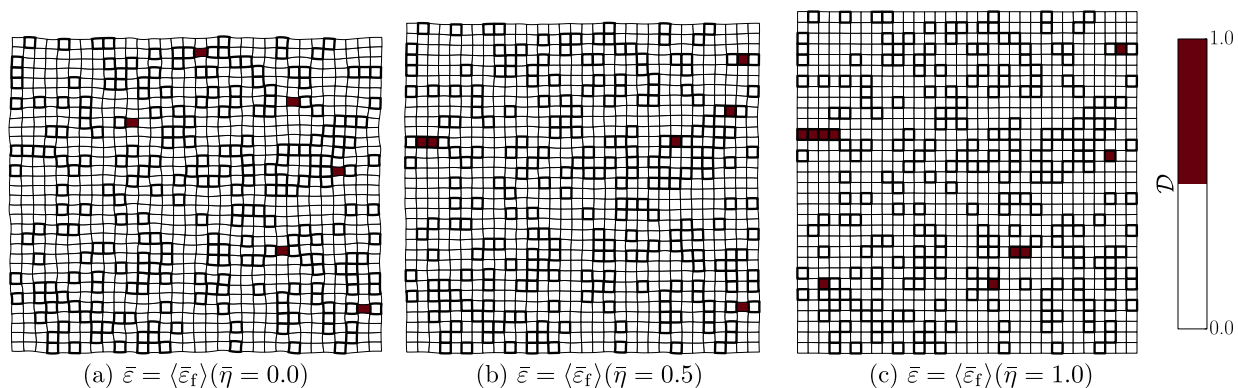 1.0
𝒟
0.0
(a) ε̄ = ⟨ε̄_f⟩(η̄ = 0.0)
(b) ε̄ = ⟨ε̄_f⟩(η̄ = 0.5)
(c) ε̄ = ⟨ε̄_f⟩(η̄ = 1.0)